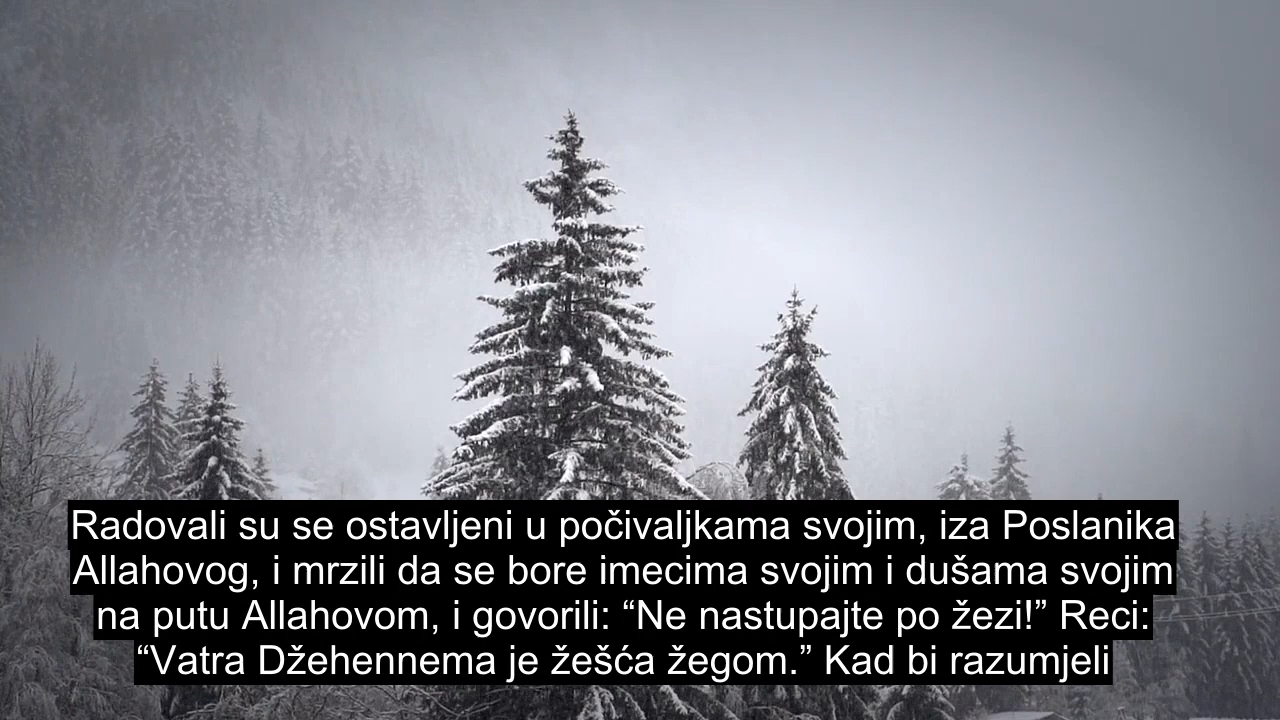 Radovali su se ostavljeni u počivaljkama svojim, iza Poslanika
Allahovog, i mrzili da se bore imecima svojim i dušama svojim
na putu Allahovom, i govorili: “Ne nastupajte po žezi!” Reci:
“Vatra Džehennema je žešća žegom.” Kad bi razumjeli